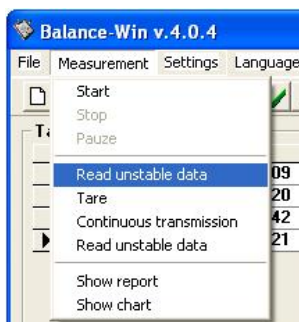 Balance-Win v.4.0.4
File Measurement Settings Language
Start
Stop
Pauze
Read unstable data
09
Tare
20
Continuous transmission
42
Read unstable data
21
Show report
Show chart